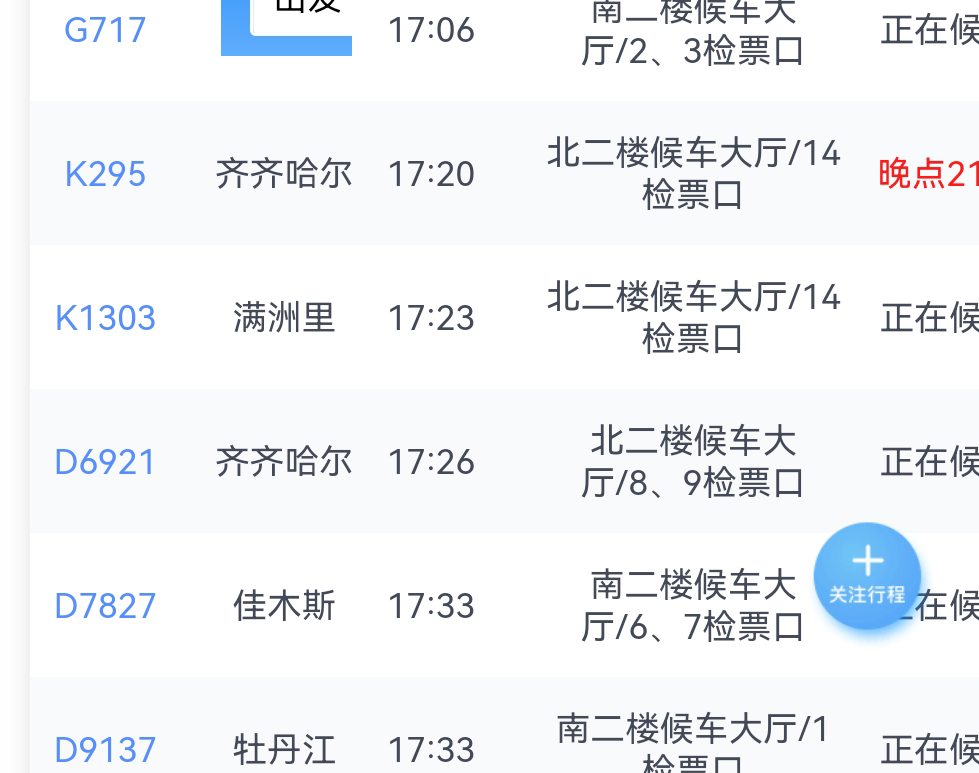 出发
南二楼候车大
G717 17:06 正在候
厅/2、3检票口
北二楼候车大厅/14
K295 齐齐哈尔 17:20 晚点21
检票口
北二楼候车大厅/14
K1303 满洲里 17:23 正在候
检票口
北二楼候车大
D6921 齐齐哈尔 17:26 正在候
厅/8、9检票口
南二楼候车大
关注行程
D7827 佳木斯 17:33 在候
厅/6、7检票口
南二楼候车大厅/1
D9137 牡丹江 17:33 正在候
检票口